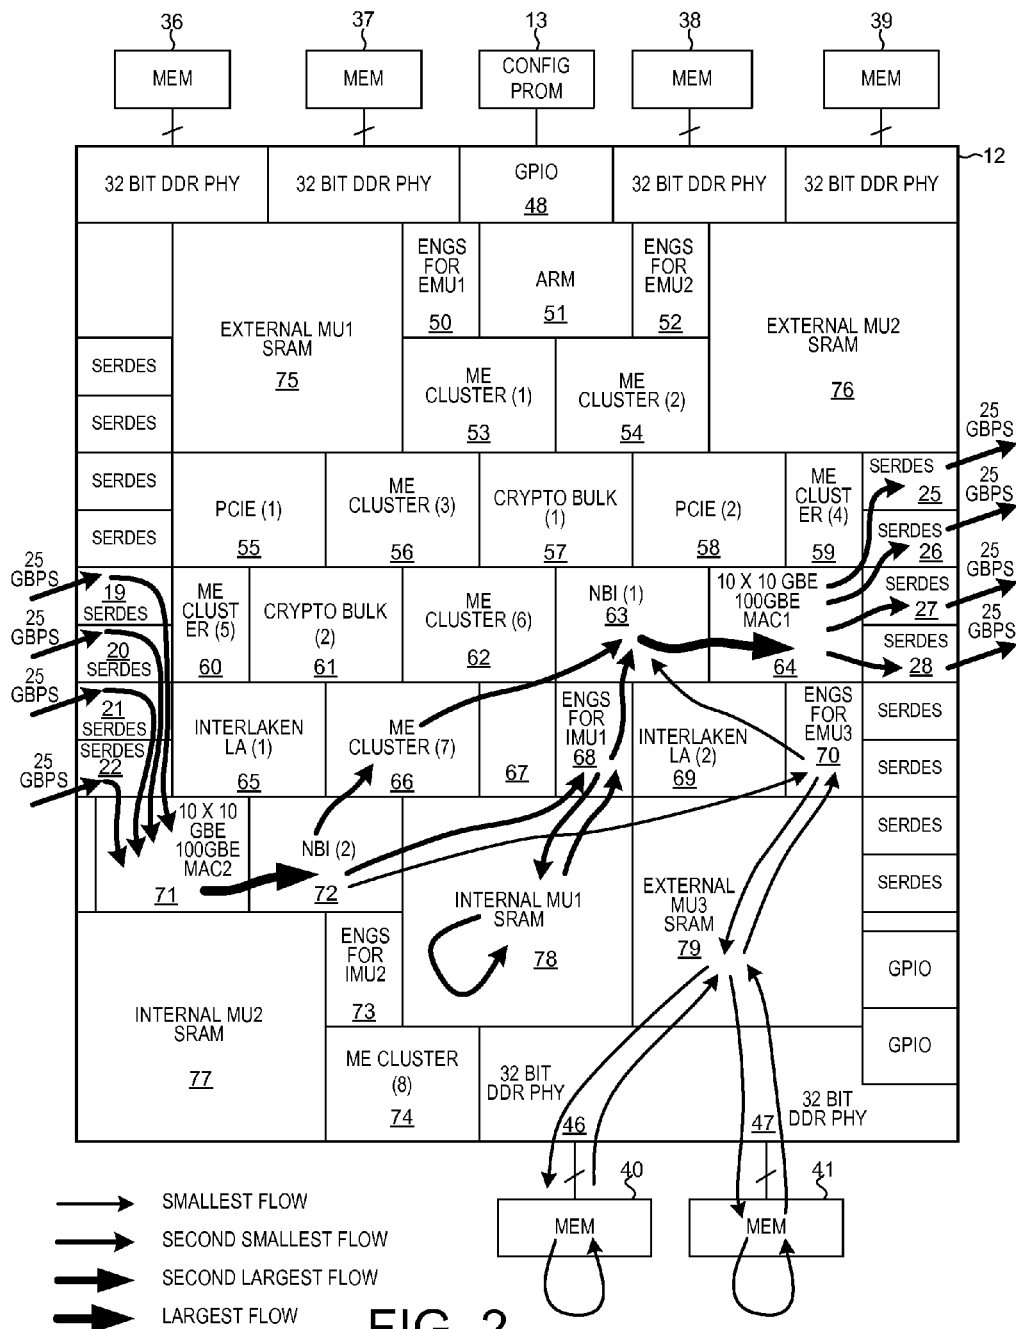 36
37
13
38
39
MEM
MEM
CONFIG
PROM
MEM
MEM
12
32 BIT DDR PHY
32 BIT DDR PHY
GPIO
48
32 BIT DDR PHY
32 BIT DDR PHY
ENGS
FOR
EMU1
50
ARM
51
ENGS
FOR
EMU2
52
EXTERNAL MU1
SRAM
75
EXTERNAL MU2
SRAM
76
SERDES
SERDES
ME
CLUSTER (1)
53
ME
CLUSTER (2)
54
25
GBPS
25
GBPS
25
GBPS
25
GBPS
SERDES
SERDES
PCIE (1)
55
ME
CLUSTER (3)
56
CRYPTO BULK
(1)
57
PCIE (2)
58
ME
CLUST
ER (4)
59
SERDES
25
SERDES
26
25
GBPS
25
GBPS
25
GBPS
25
GBPS
19
SERDES
20
SERDES
21
SERDES
SERDES
22
ME
CLUST
ER (5)
60
CRYPTO BULK
(2)
61
ME
CLUSTER (6)
62
NBI (1)
63
10 X 10 GBE
100GBE
MAC1
64
SERDES
27
SERDES
28
INTERLAKEN
LA (1)
65
ME
CLUSTER (7)
66
67
ENGS
FOR
IMU1
68
INTERLAKEN
LA (2)
69
ENGS
FOR
EMU3
70
SERDES
SERDES
10 X 10
GBE
100GBE
MAC2
71
NBI (2)
72
INTERNAL MU1
SRAM
78
EXTERNAL
MU3
SRAM
79
SERDES
SERDES
INTERNAL MU2
SRAM
77
ENGS
FOR
IMU2
73
GPIO
GPIO
ME CLUSTER
(8)
74
32 BIT
DDR PHY
46
32 BIT
DDR PHY
47
40
41
MEM
MEM
SMALLEST FLOW
SECOND SMALLEST FLOW
SECOND LARGEST FLOW
LARGEST FLOW
FIG. 2